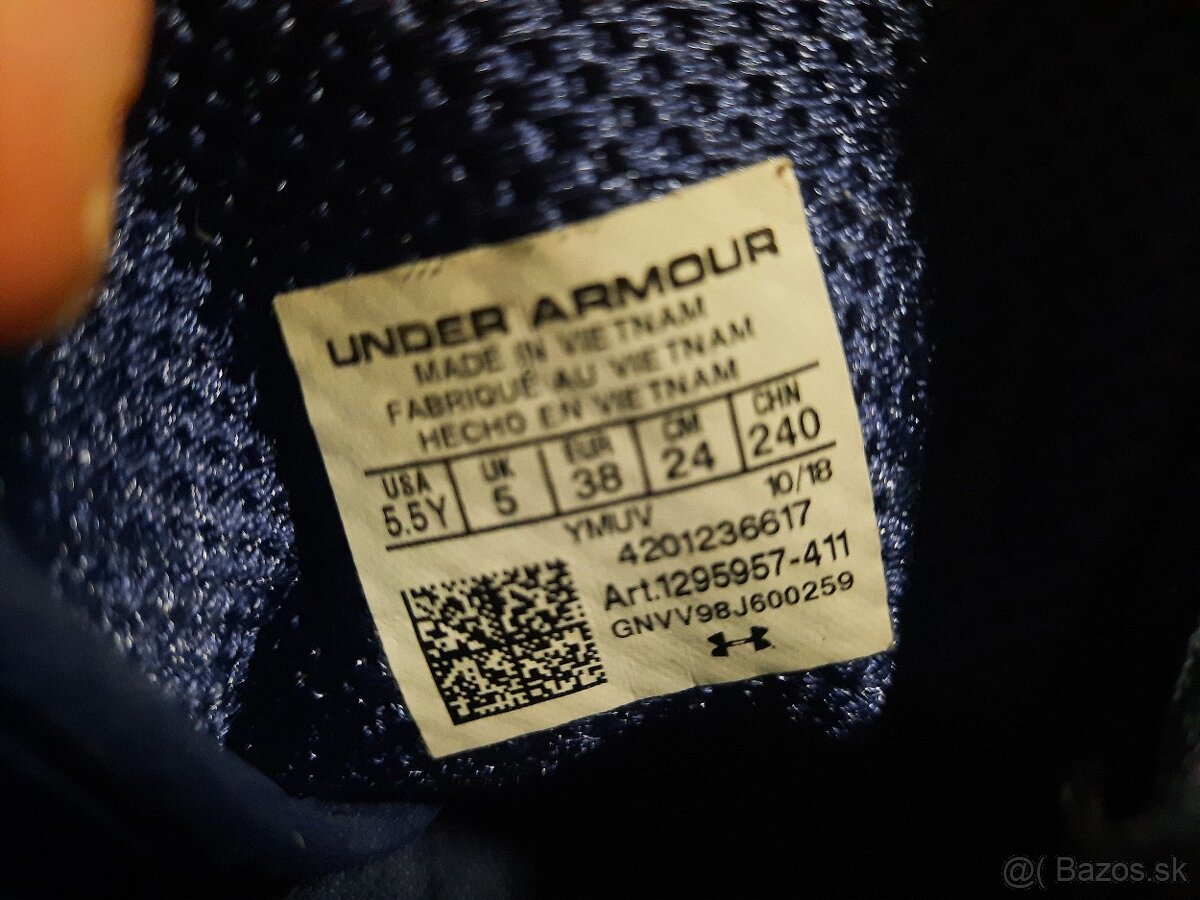 UNDER ARMOUR
MADE IN VIETNAM
FABRIQUÉ AU VIETNAM
HECHO EN VIETNAM
USA UK EUR CM CHN
5.5Y 5 38 24 240
YMUV 10/18
4201236617
Art.1295957-411
GNVV98J600259
@( Bazos.sk